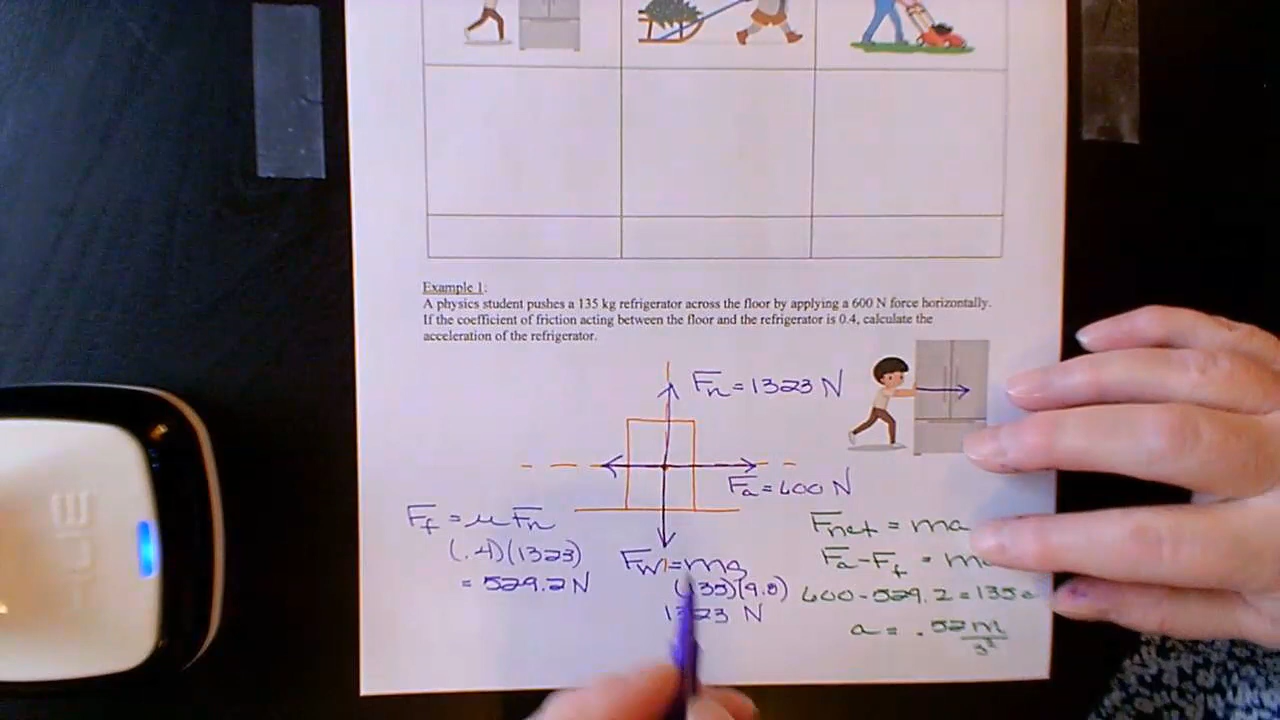 Example 1:
A physics student pushes a 135 kg refrigerator across the floor by applying a 600 N force horizontally.
If the coefficient of friction acting between the floor and the refrigerator is 0.4, calculate the
acceleration of the refrigerator.
Fn = 1323 N
Fa = 600 N
Ff = μFn
(.4)(1323)
= 529.2 N
Fw = mg
(135)(9.8)
1323 N
Fnet = ma
Fa - Ff = m
600 - 529.2 = 135
a = .52 m/s²
HUE